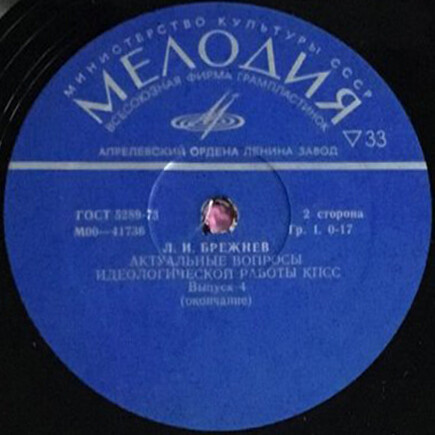 МИНИСТЕРСТВО КУЛЬТУРЫ СССР
МЕЛОДИЯ
ВСЕСОЮЗНАЯ ФИРМА ГРАМПЛАСТИНОК
▽33
АПРЕЛЕВСКИЙ ОРДЕНА ЛЕНИНА ЗАВОД
ГОСТ 5289-73 2 сторона
М00—41736 Гр. 1. 0-17
Л. И. БРЕЖНЕВ
АКТУАЛЬНЫЕ ВОПРОСЫ
ИДЕОЛОГИЧЕСКОЙ РАБОТЫ КПСС
Выпуск 4
(окончание)